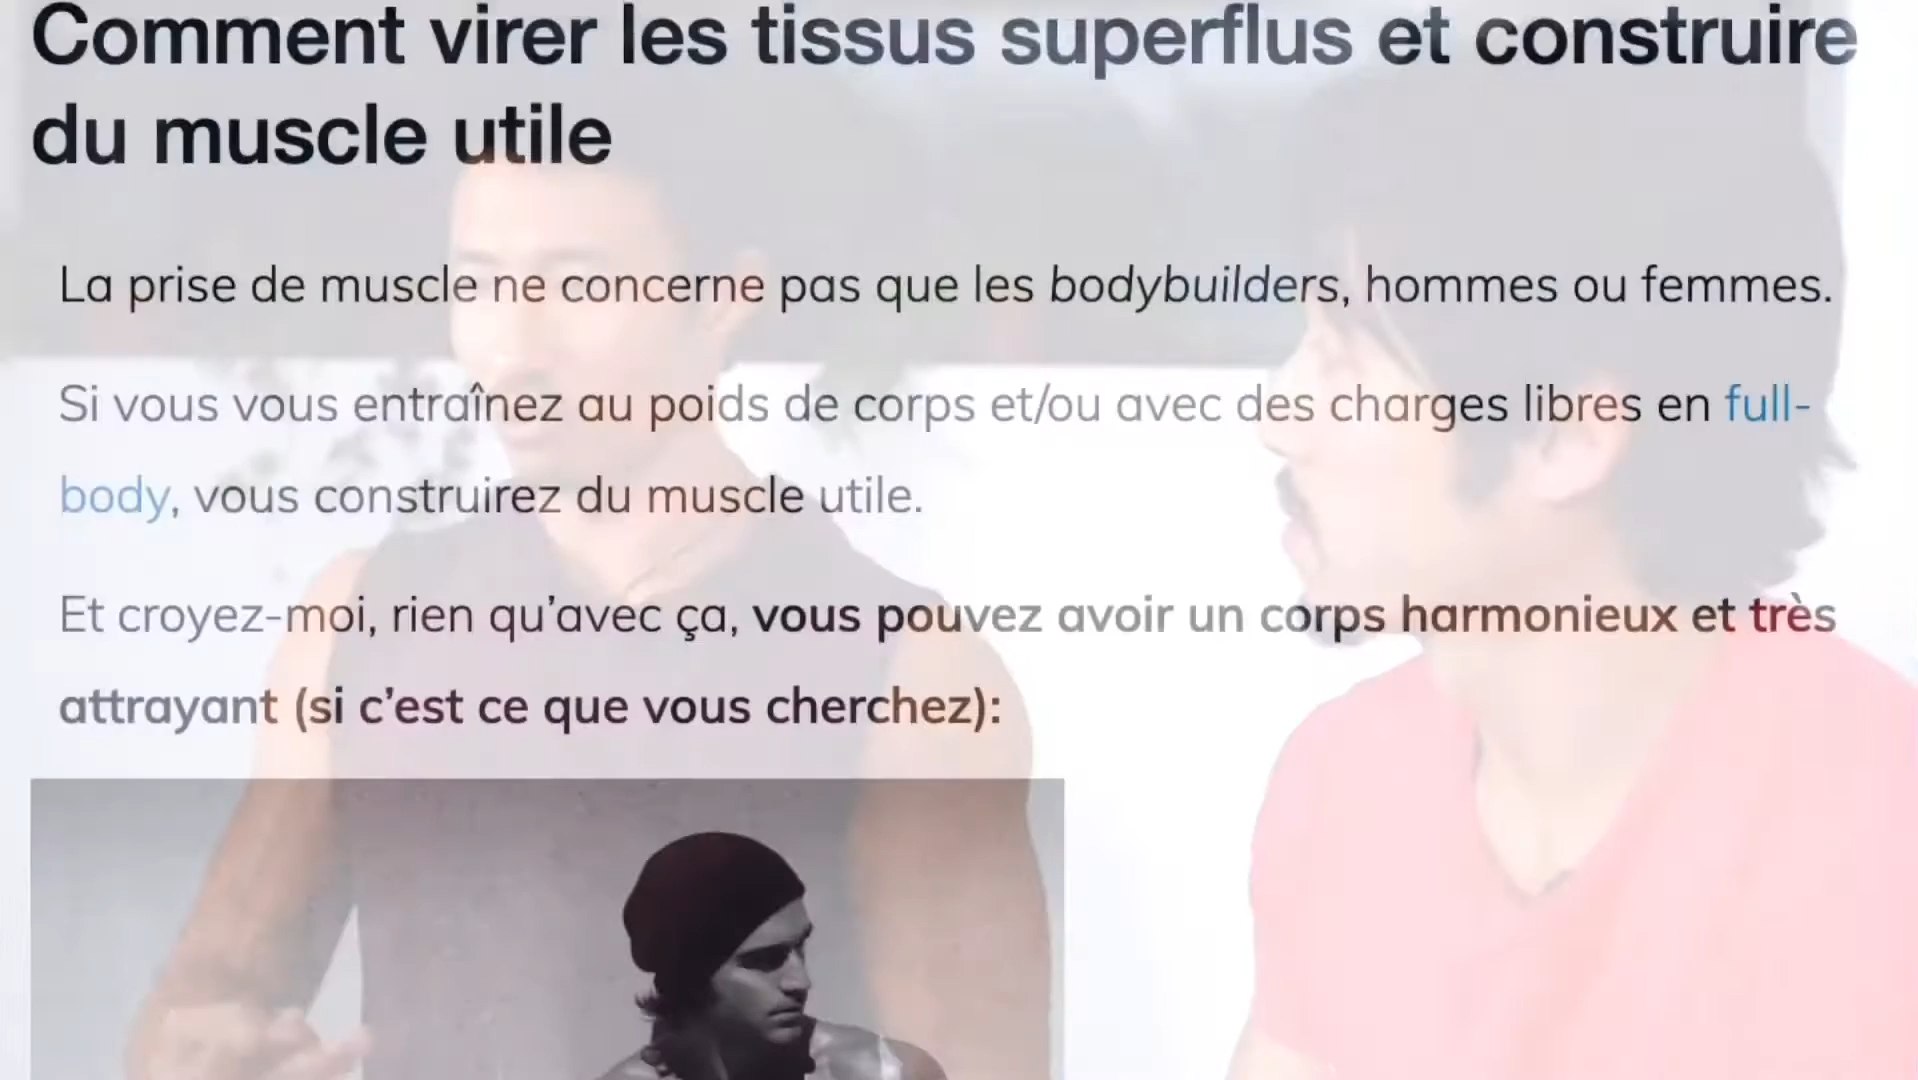 Comment virer les tissus superflus et construire
du muscle utile
La prise de muscle ne concerne pas que les bodybuilders, hommes ou femmes.
Si vous vous entraînez au poids de corps et/ou avec des charges libres en full-
body, vous construirez du muscle utile.
Et croyez-moi, rien qu’avec ça, vous pouvez avoir un corps harmonieux et très
attrayant (si c’est ce que vous cherchez):